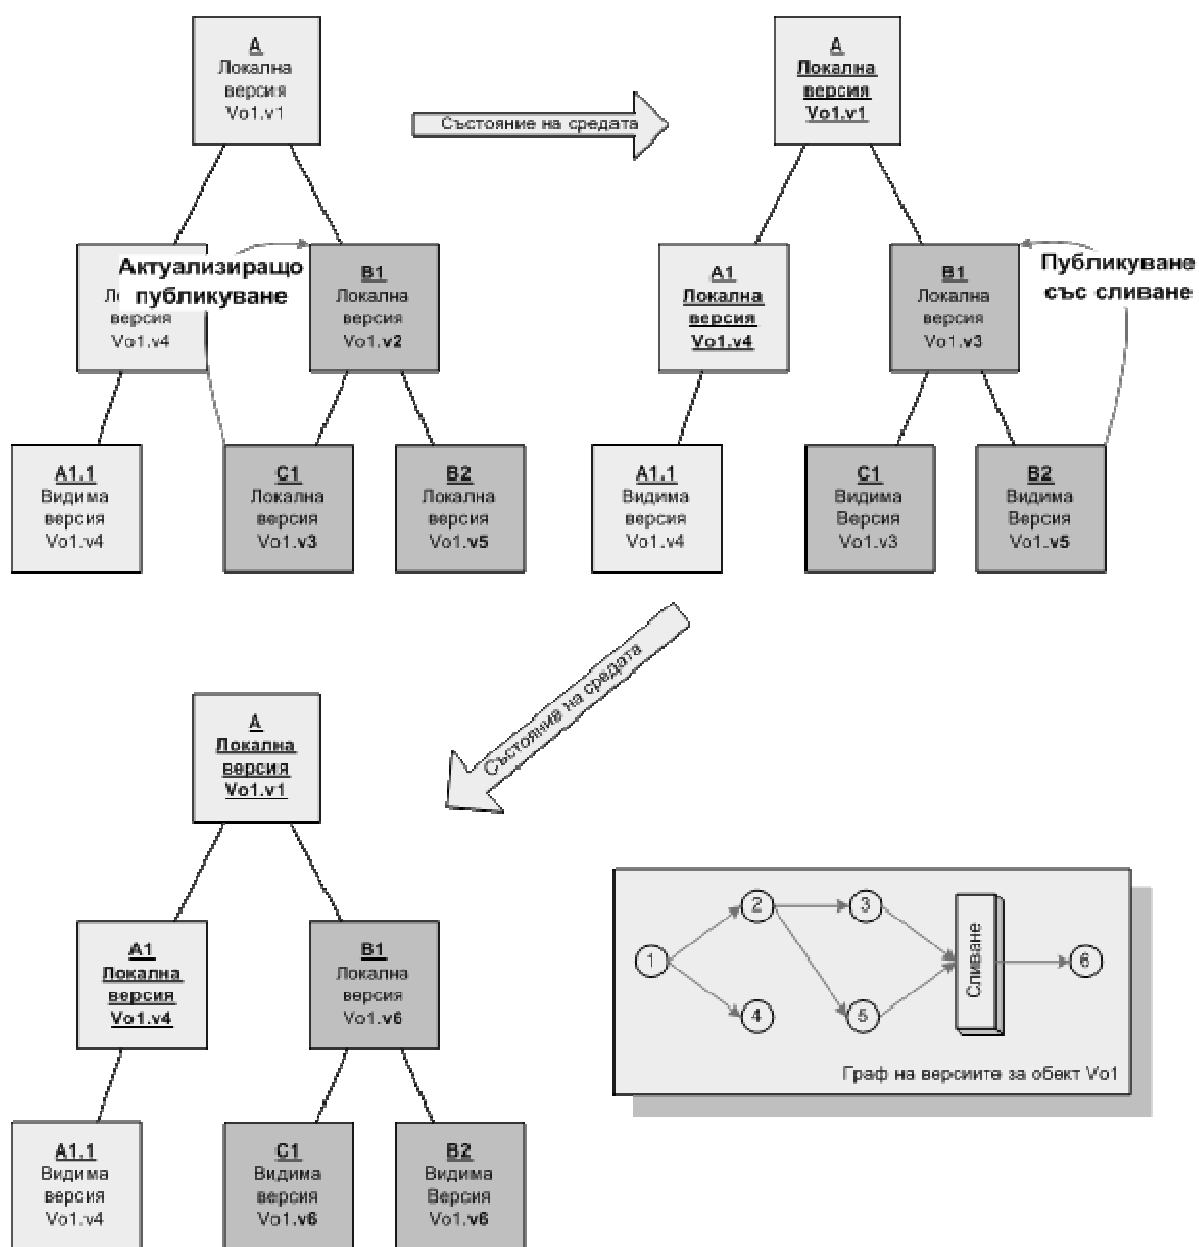 A
Локална
версия
Vo1.v1
Състояние на средата
A
Локална
версия
Vo1.v1
Актуализиращо
публикуване
версия
Vo1.v4
B1
Локална
версия
Vo1.v2
A1
Локална
версия
Vo1.v4
B1
Локална
версия
Vo1.v3
Публикуване
със сливане
A1.1
Видима
версия
Vo1.v4
C1
Локална
версия
Vo1.v3
B2
Локална
версия
Vo1.v5
A1.1
Видима
версия
Vo1.v4
C1
Видима
Версия
Vo1.v3
B2
Видима
Версия
Vo1.v5
Състояние на средата
A
Локална
версия
Vo1.v1
A1
Локална
версия
Vo1.v4
B1
Локална
версия
Vo1.v6
1
2
3
4
5
Сливане
6
Граф на версиите за обект Vo1
A1.1
Видима
версия
Vo1.v4
C1
Видима
версия
Vo1.v6
B2
Видима
Версия
Vo1.v6